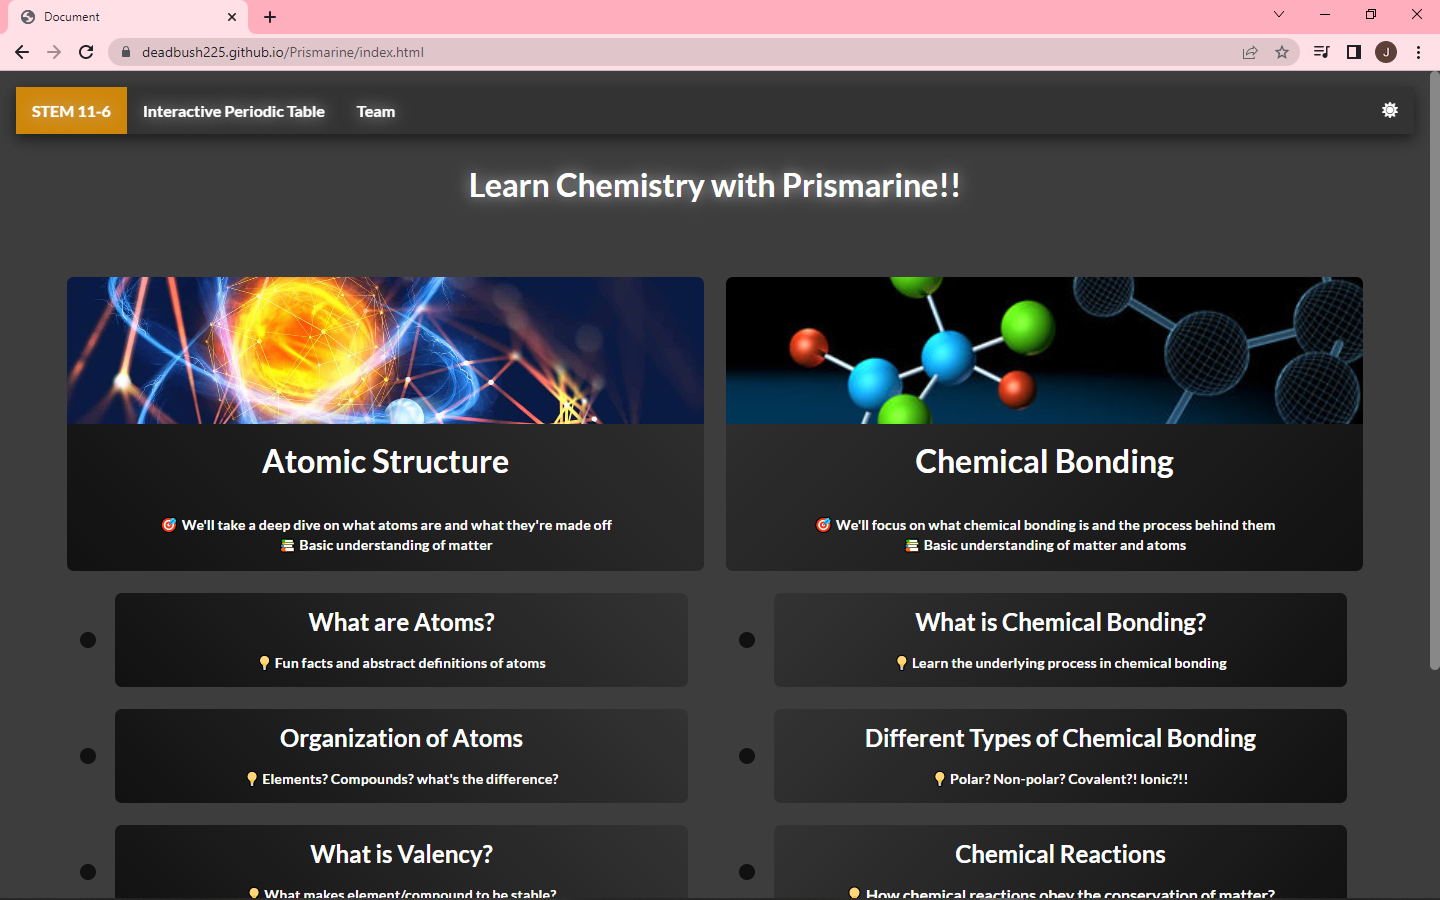 Document
deadbush225.github.io/Prismarine/index.html
J
STEM 11-6 Interactive Periodic Table Team
Learn Chemistry with Prismarine!!
Atomic Structure
🎯 We'll take a deep dive on what atoms are and what they're made off
📚 Basic understanding of matter
Chemical Bonding
🎯 We'll focus on what chemical bonding is and the process behind them
📚 Basic understanding of matter and atoms
What are Atoms?
💡 Fun facts and abstract definitions of atoms
What is Chemical Bonding?
💡 Learn the underlying process in chemical bonding
Organization of Atoms
💡 Elements? Compounds? what's the difference?
Different Types of Chemical Bonding
💡 Polar? Non-polar? Covalent?! Ionic?!!
What is Valency?
💡 What makes element/compound to be stable?
Chemical Reactions
💡 How chemical reactions obey the conservation of matter?